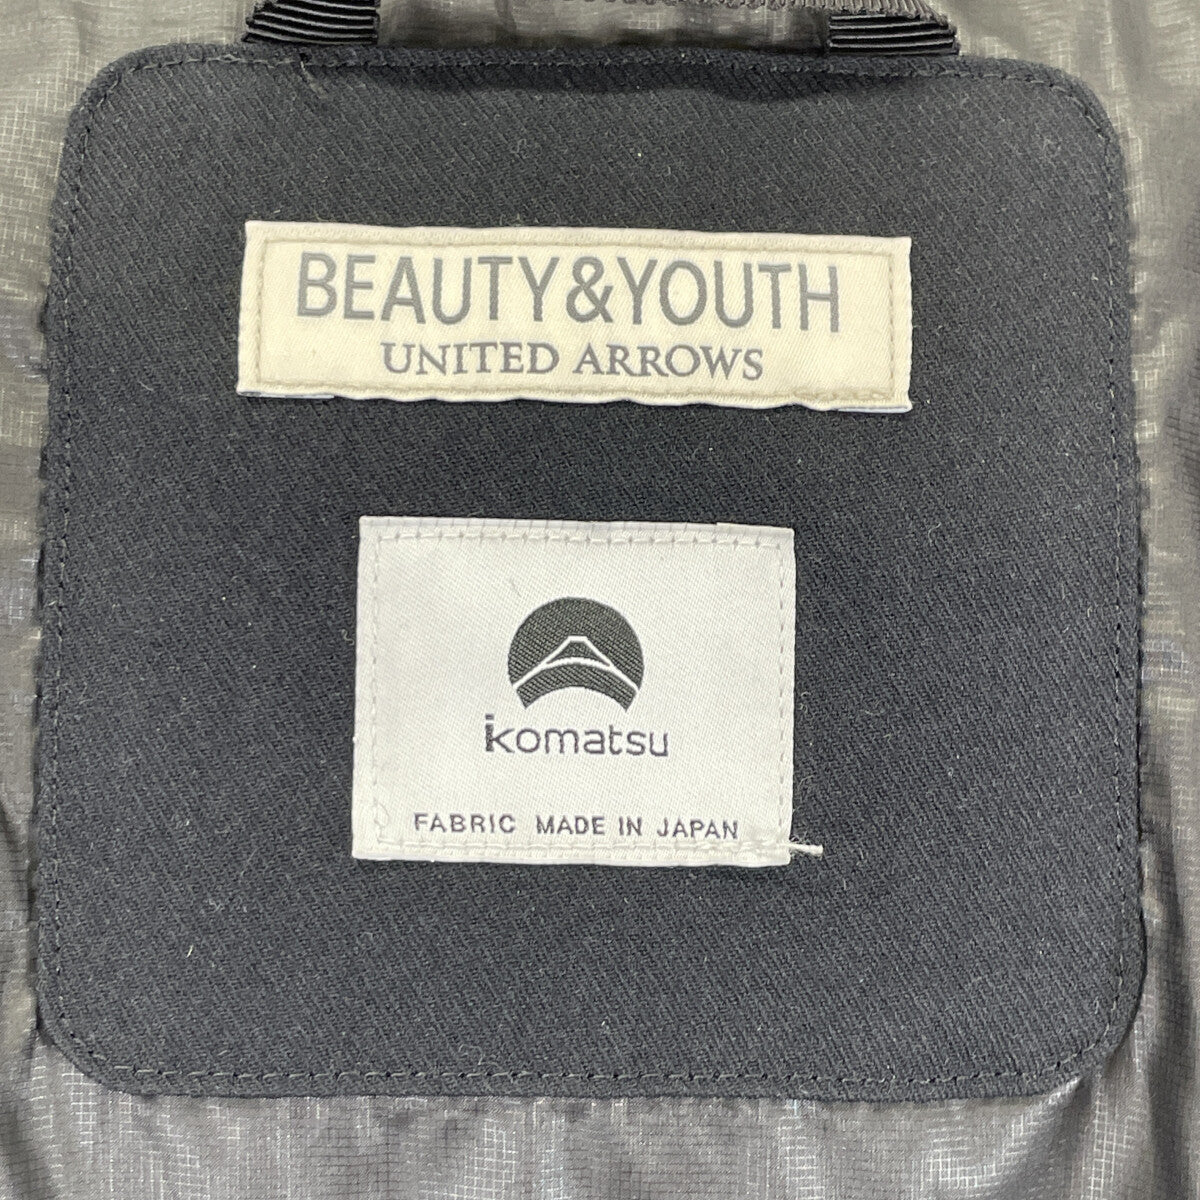 BEAUTY&YOUTH
UNITED ARROWS
komatsu
FABRIC MADE IN JAPAN